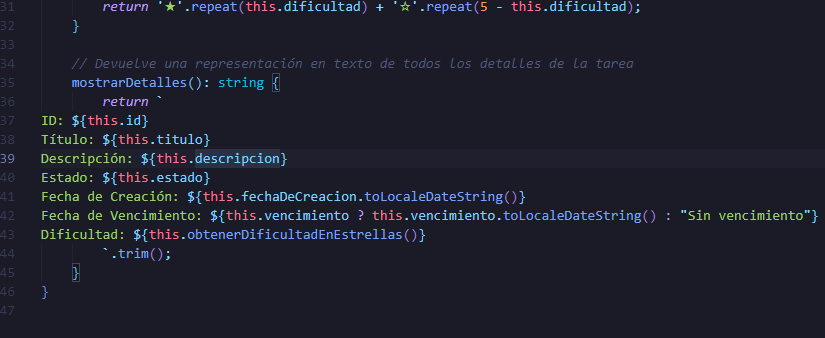 31 return '★'.repeat(this.dificultad) + '☆'.repeat(5 - this.dificultad);
32 }
33
34 // Devuelve una representación en texto de todos los detalles de la tarea
35 mostrarDetalles(): string {
36 return `
37 ID: ${this.id}
38 Título: ${this.titulo}
39 Descripción: ${this.descripcion}
40 Estado: ${this.estado}
41 Fecha de Creación: ${this.fechaDeCreacion.toLocaleDateString()}
42 Fecha de Vencimiento: ${this.vencimiento ? this.vencimiento.toLocaleDateString() : "Sin vencimiento"}
43 Dificultad: ${this.obtenerDificultadEnEstrellas()}
44 `.trim();
45 }
46 }
47